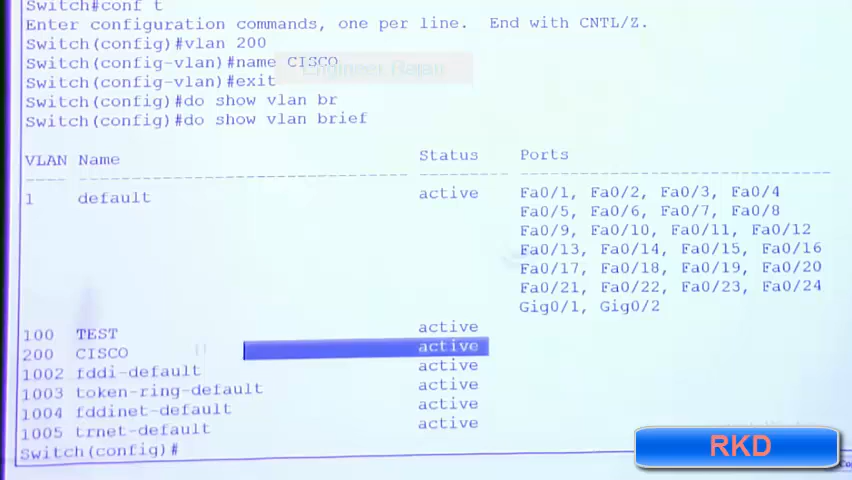 Switch#conf t
Enter configuration commands, one per line.  End with CNTL/Z.
Switch(config)#vlan 200
Switch(config-vlan)#name CISCO
Engineer Rajan
Switch(config-vlan)#exit
Switch(config)#do show vlan br
Switch(config)#do show vlan brief
VLAN Name Status Ports
1 default active Fa0/1, Fa0/2, Fa0/3, Fa0/4
Fa0/5, Fa0/6, Fa0/7, Fa0/8
Fa0/9, Fa0/10, Fa0/11, Fa0/12
Fa0/13, Fa0/14, Fa0/15, Fa0/16
Fa0/17, Fa0/18, Fa0/19, Fa0/20
Fa0/21, Fa0/22, Fa0/23, Fa0/24
Gig0/1, Gig0/2
100 TEST active
200 CISCO active
1002 fddi-default active
1003 token-ring-default active
1004 fddinet-default active
1005 trnet-default active
Switch(config)#
RKD